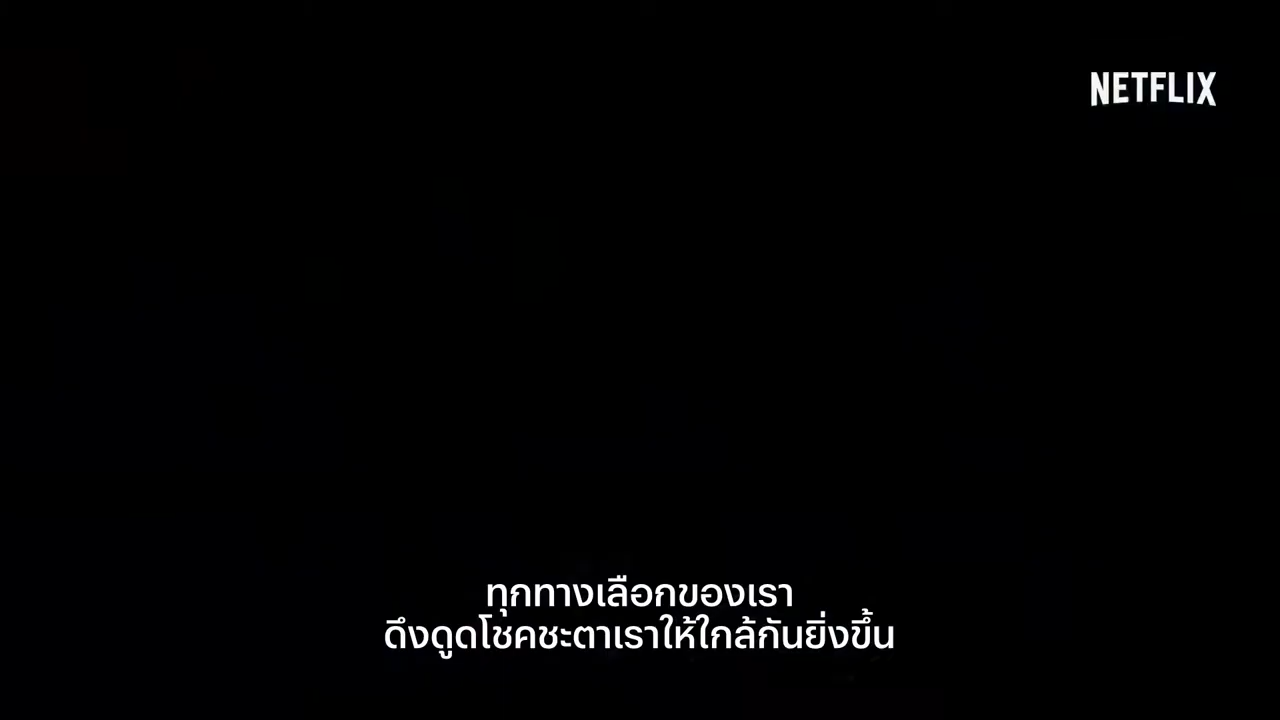 NETFLIX
ทุกทางเลือกของเรา
ดึงดูดโชคชะตาเราให้ใกล้กันยิ่งขึ้น